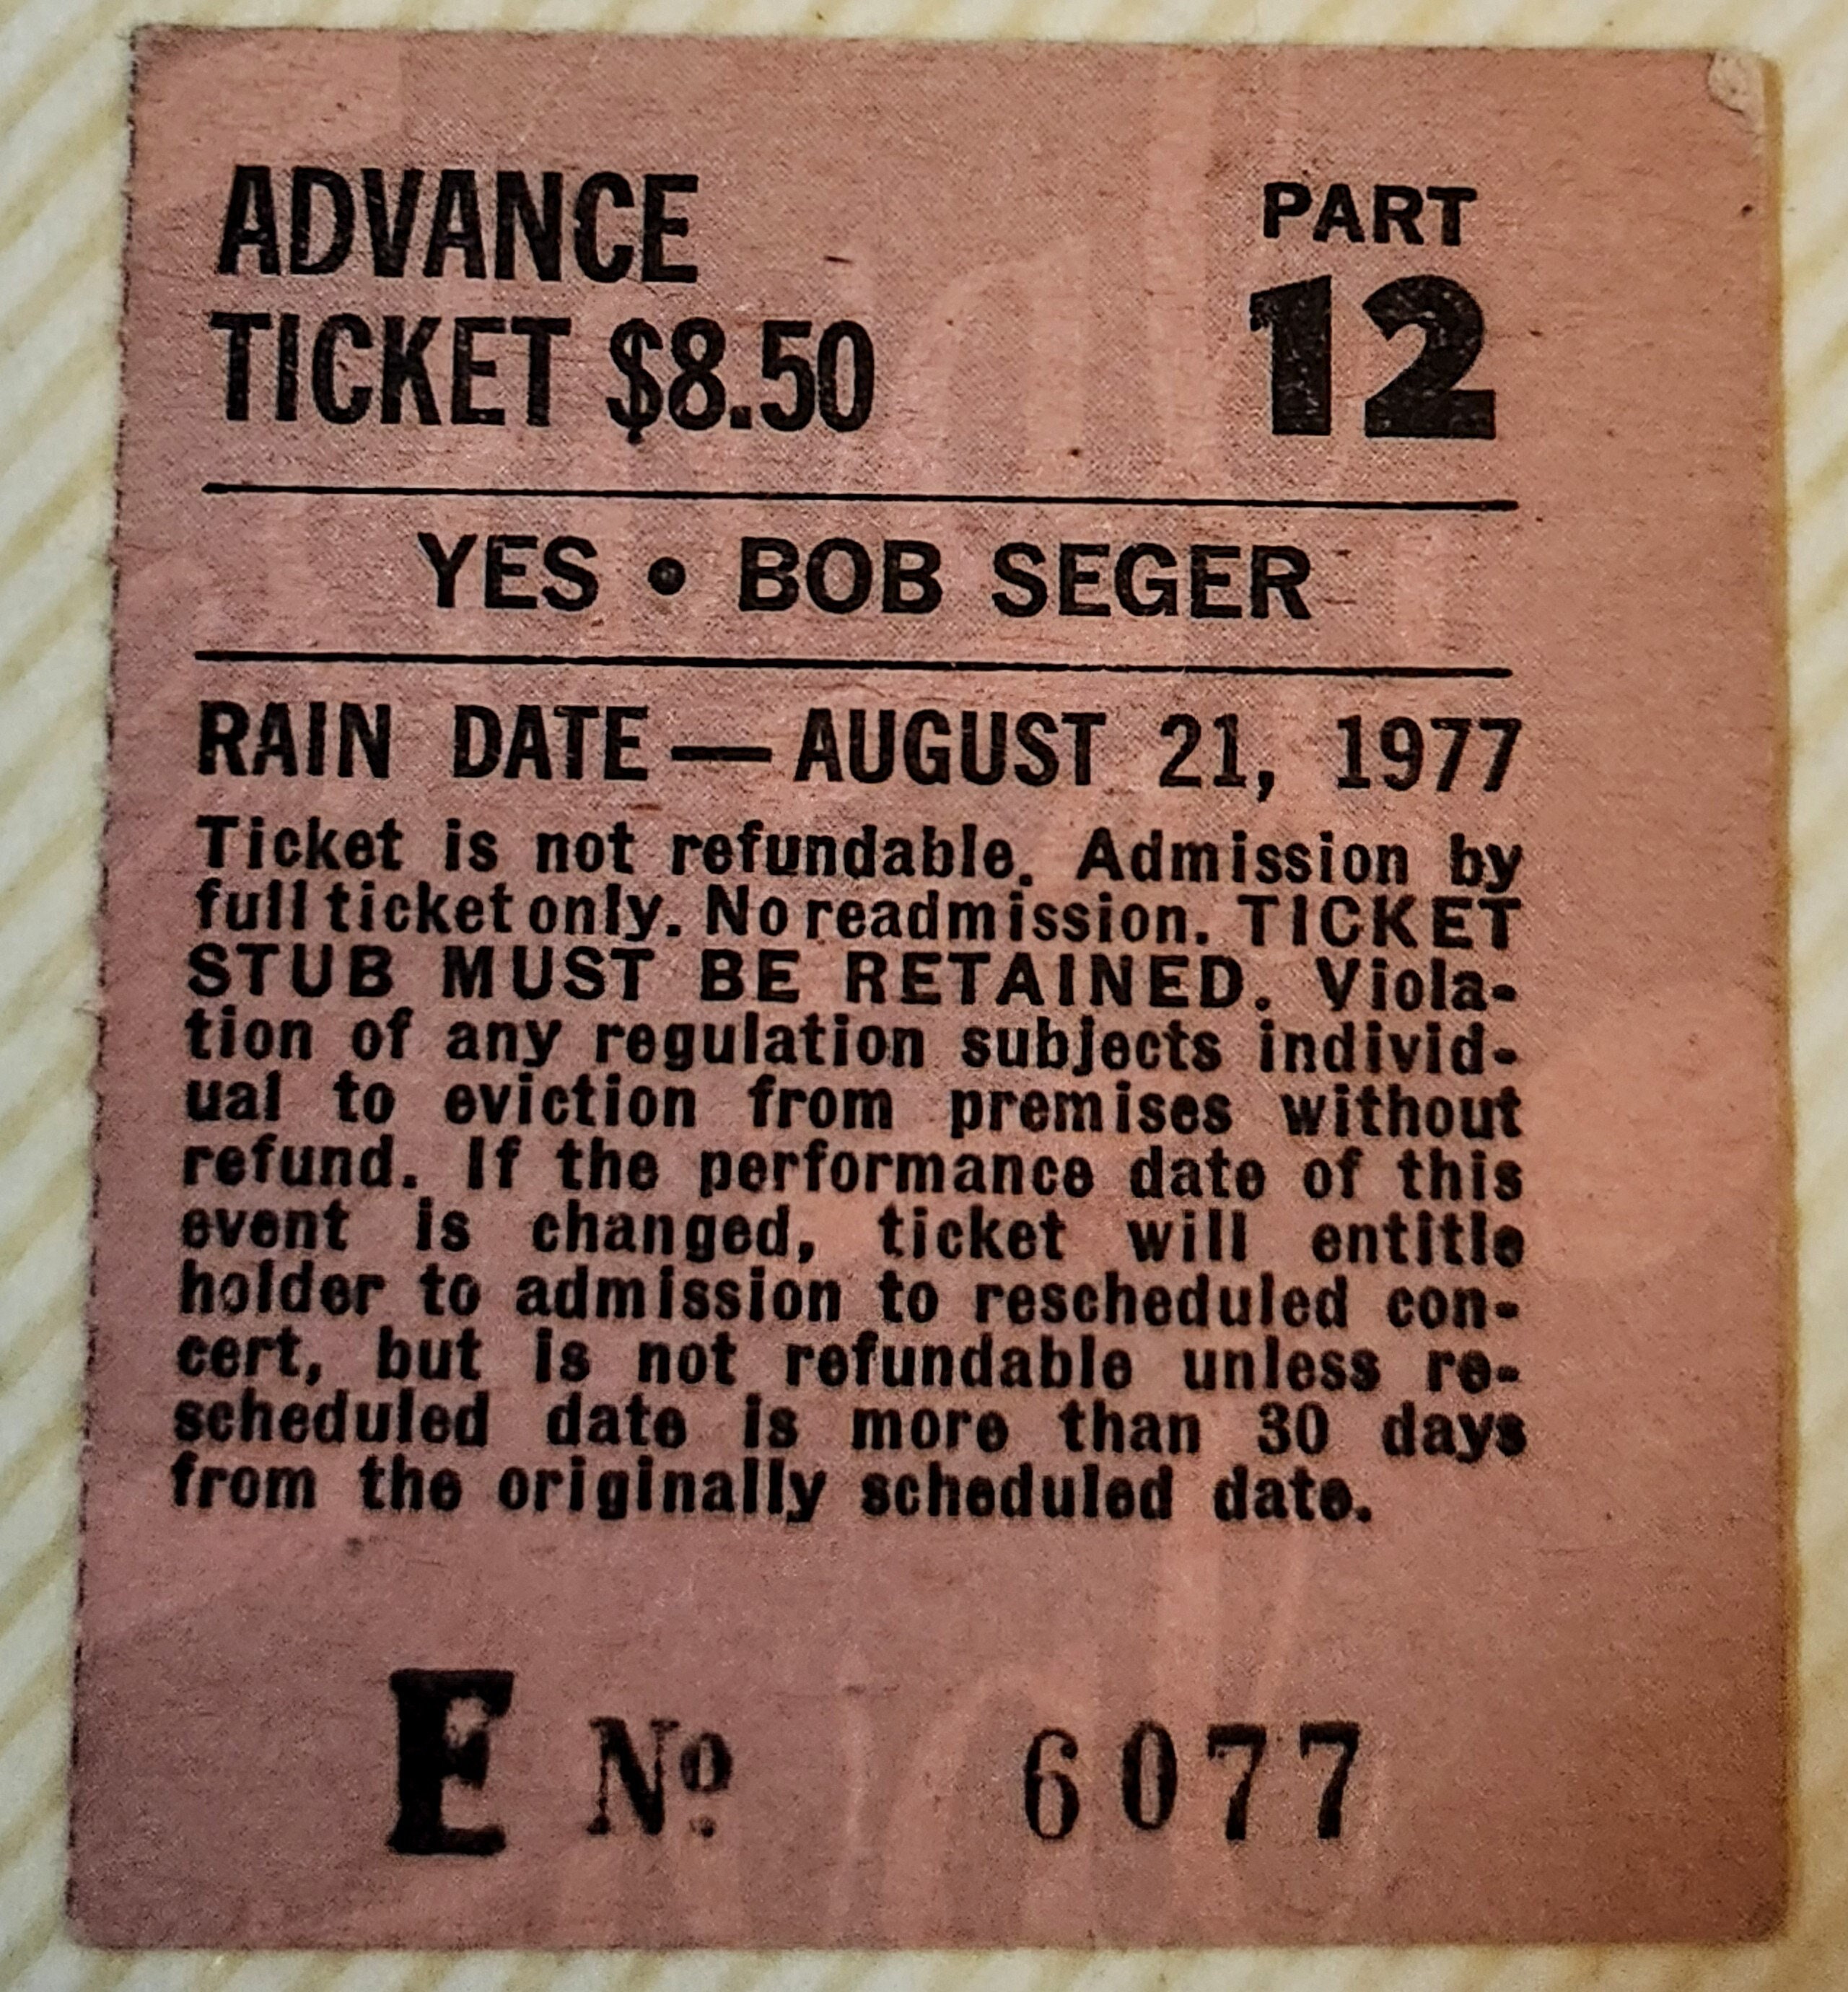 ADVANCE
TICKET $8.50
PART
12
YES • BOB SEGER
RAIN DATE — AUGUST 21, 1977
Ticket is not refundable. Admission by
full ticket only. No readmission. TICKET
STUB MUST BE RETAINED. Viola-
tion of any regulation subjects individ-
ual to eviction from premises without
refund. If the performance date of this
event is changed, ticket will entitle
holder to admission to rescheduled con-
cert, but is not refundable unless re-
scheduled date is more than 30 days
from the originally scheduled date.
E Nº 6077